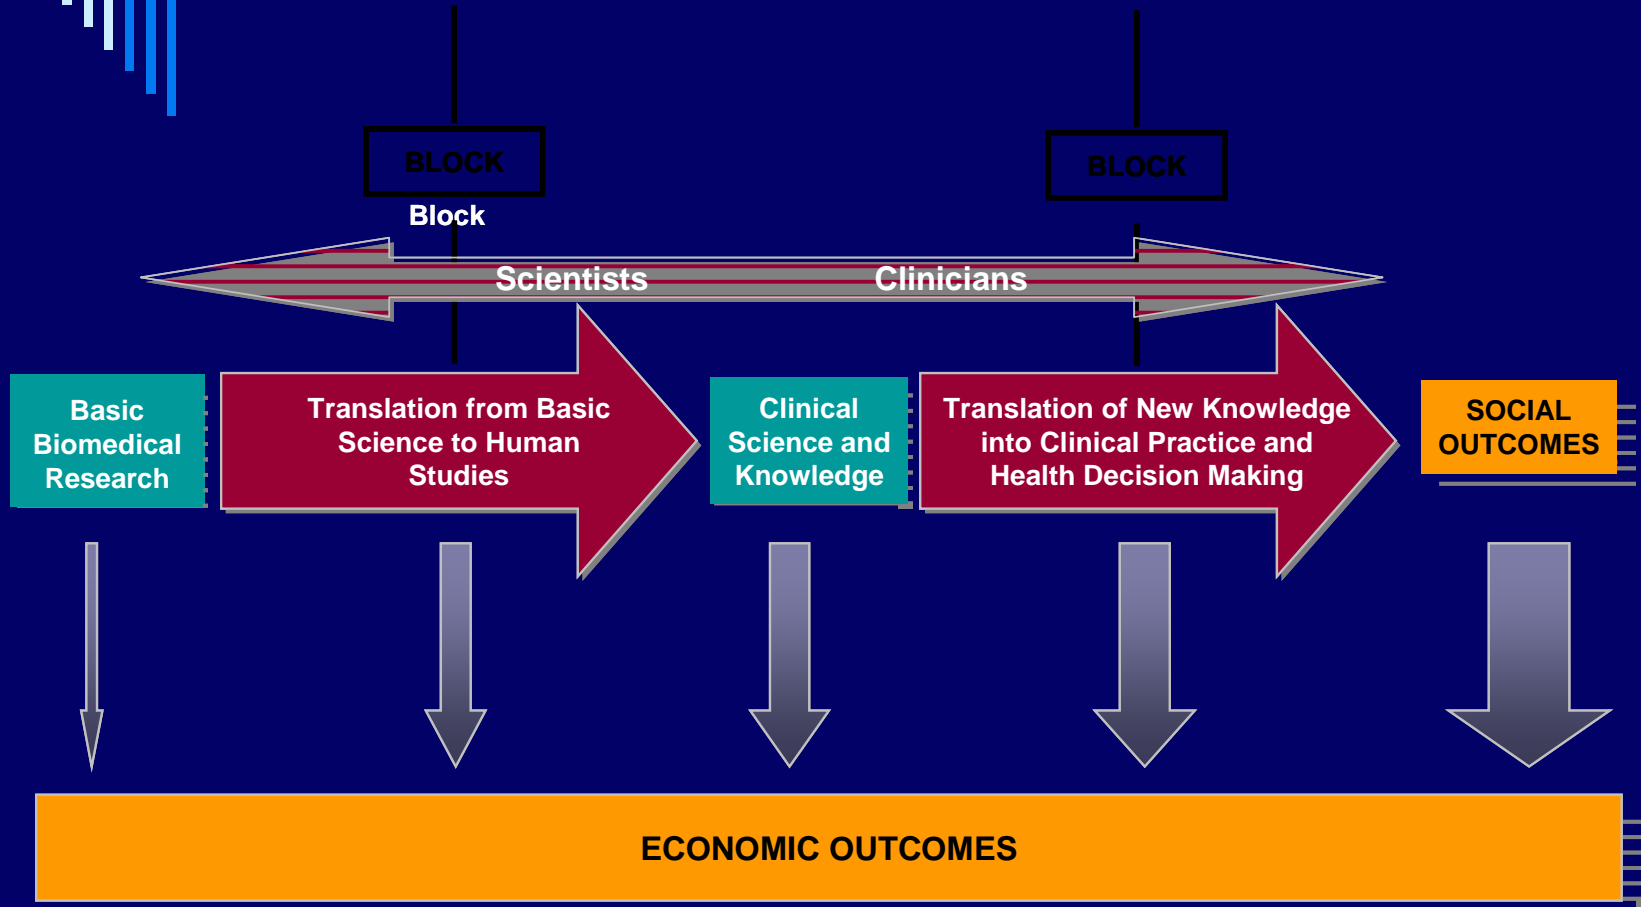 BLOCK
BLOCK
Block
Scientists
Clinicians
Basic
Biomedical
Research
Translation from Basic
Science to Human
Studies
Clinical
Science and
Knowledge
Translation of New Knowledge
into Clinical Practice and
Health Decision Making
SOCIAL
OUTCOMES
ECONOMIC OUTCOMES